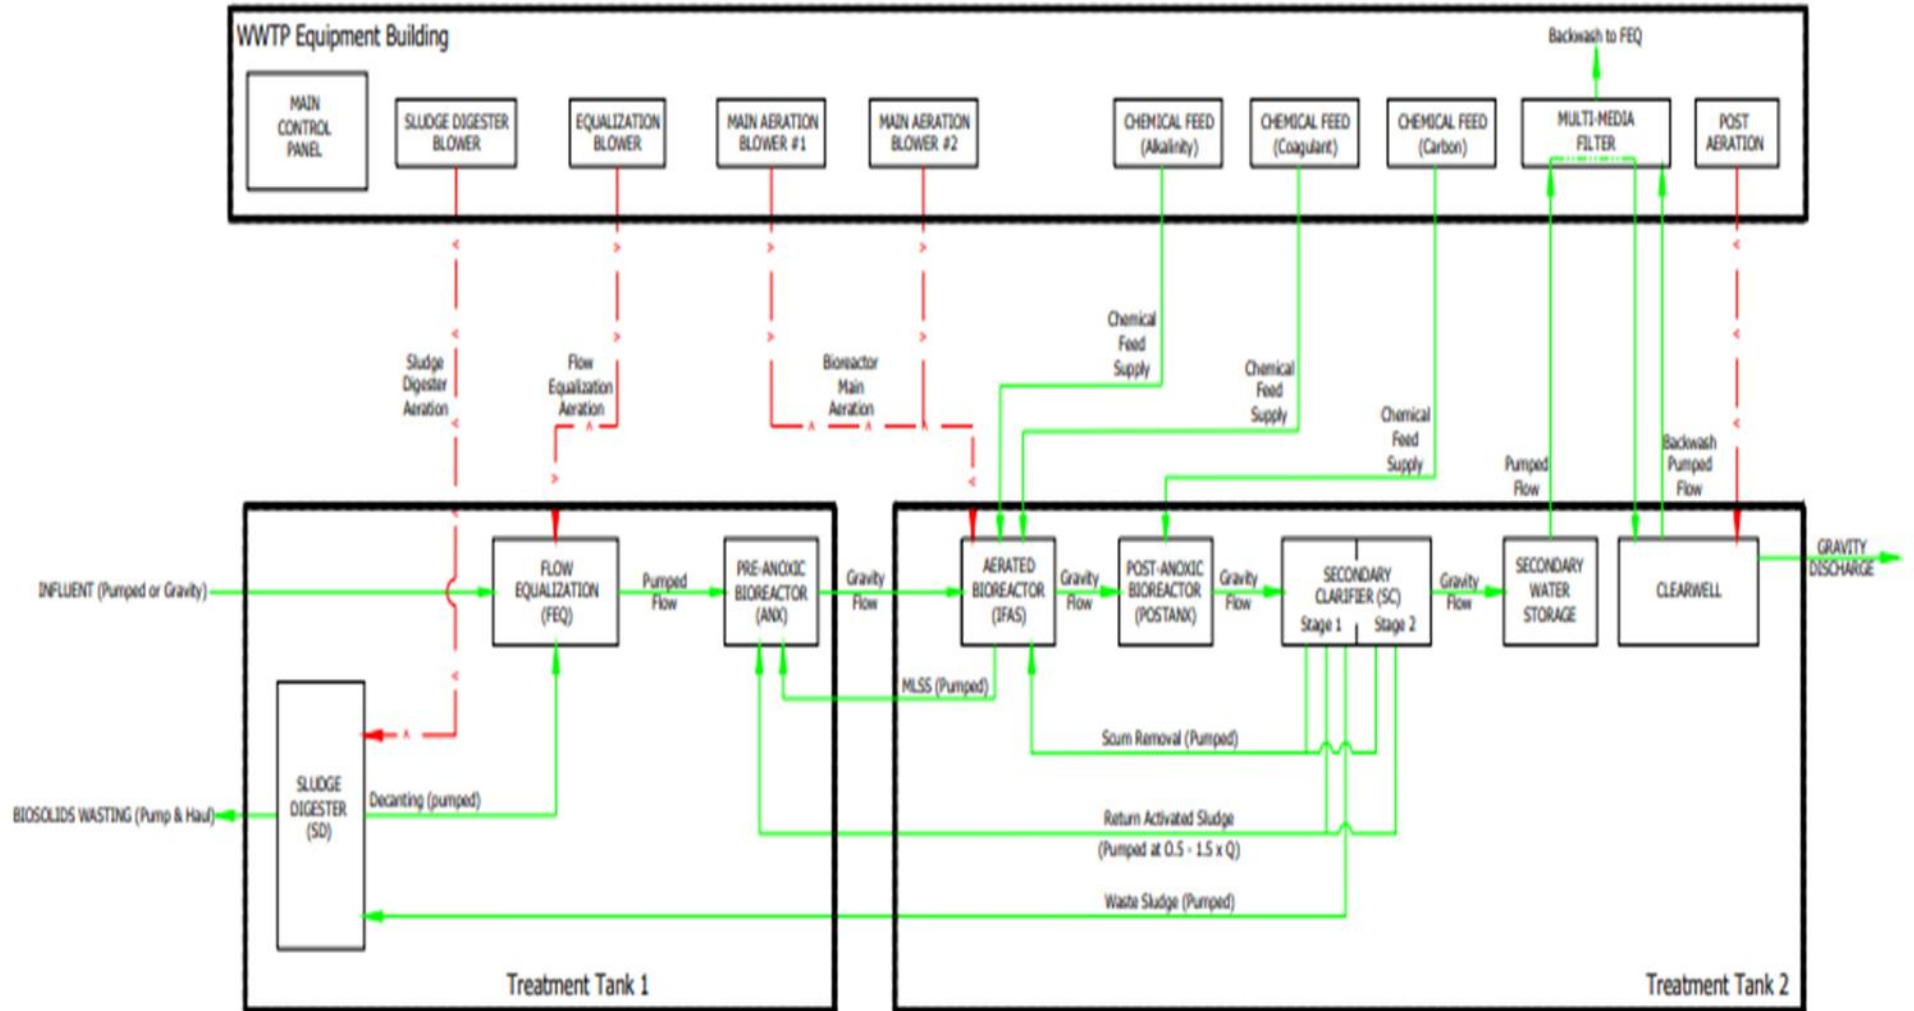 WWTP Equipment Building
Backwash to FEQ
MAIN
CONTROL
PANEL
SLUDGE DIGESTER
BLOWER
EQUALIZATION
BLOWER
MAIN AERATION
BLOWER #1
MAIN AERATION
BLOWER #2
CHEMICAL FEED
(Alkalinity)
CHEMICAL FEED
(Coagulant)
CHEMICAL FEED
(Carbon)
MULTI-MEDIA
FILTER
POST
AERATION
Sludge
Digester
Aeration
Flow
Equalization
Aeration
Bioreactor
Main
Aeration
Chemical
Feed
Supply
Chemical
Feed
Supply
Chemical
Feed
Supply
Pumped
Flow
Backwash
Pumped
Flow
INFLUENT (Pumped or Gravity)
FLOW
EQUALIZATION
(FEQ)
Pumped
Flow
PRE-ANOXIC
BIOREACTOR
(ANX)
Gravity
Flow
AERATED
BIOREACTOR
(IFAS)
Gravity
Flow
POST-ANOXIC
BIOREACTOR
(POSTANX)
Gravity
Flow
SECONDARY
CLARIFIER (SC)
Stage 1 Stage 2
Gravity
Flow
SECONDARY
WATER
STORAGE
CLEARWELL
GRAVITY
DISCHARGE
MLSS (Pumped)
Scum Removal (Pumped)
SLUDGE
DIGESTER
(SD)
Decanting (pumped)
BIOSOLIDS WASTING (Pump & Haul)
Return Activated Sludge
(Pumped at 0.5 - 1.5 x Q)
Waste Sludge (Pumped)
Treatment Tank 1
Treatment Tank 2